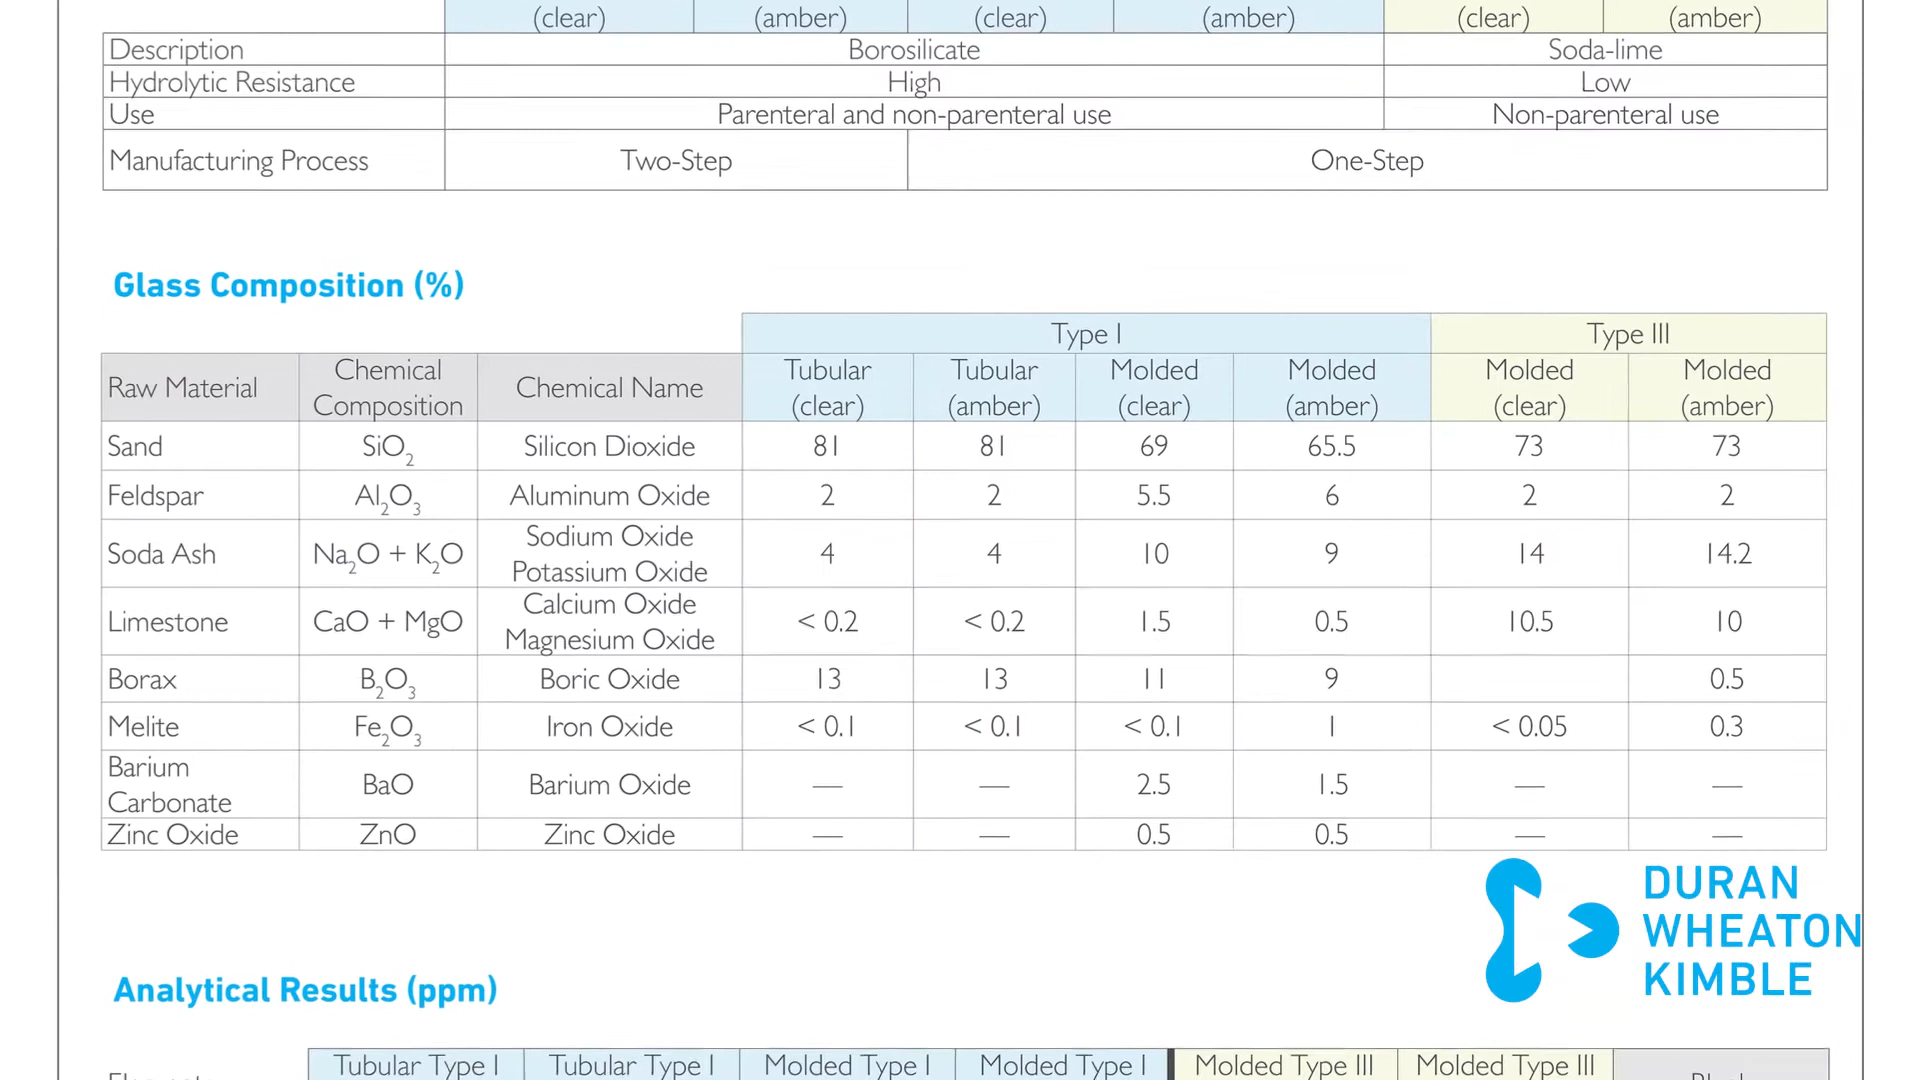 (clear) (amber) (clear) (amber) (clear) (amber)
Description Borosilicate Soda-lime
Hydrolytic Resistance High Low
Use Parenteral and non-parenteral use Non-parenteral use
Manufacturing Process Two-Step One-Step
Glass Composition (%)
Type I Type III
Raw Material Chemical Composition Chemical Name Tubular (clear) Tubular (amber) Molded (clear) Molded (amber) Molded (clear) Molded (amber)
Sand SiO₂ Silicon Dioxide 81 81 69 65.5 73 73
Feldspar Al₂O₃ Aluminum Oxide 2 2 5.5 6 2 2
Soda Ash Na₂O + K₂O Sodium Oxide Potassium Oxide 4 4 10 9 14 14.2
Limestone CaO + MgO Calcium Oxide Magnesium Oxide < 0.2 < 0.2 1.5 0.5 10.5 10
Borax B₂O₃ Boric Oxide 13 13 11 9 0.5
Melite Fe₂O₃ Iron Oxide < 0.1 < 0.1 < 0.1 1 < 0.05 0.3
Barium Carbonate BaO Barium Oxide — — 2.5 1.5 — —
Zinc Oxide ZnO Zinc Oxide — — 0.5 0.5 — —
DURAN
WHEATON
KIMBLE
Analytical Results (ppm)
Tubular Type I Tubular Type I Molded Type I Molded Type I Molded Type III Molded Type III